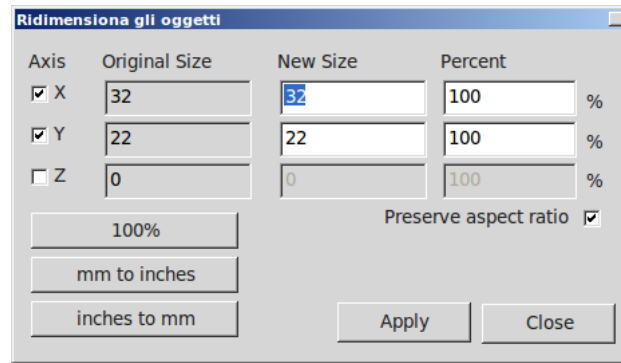 Ridimensiona gli oggetti
Axis Original Size New Size Percent
X 32 32 100 %
Y 22 22 100 %
Z 0 0 100 %
Preserve aspect ratio
100%
mm to inches
inches to mm Apply Close